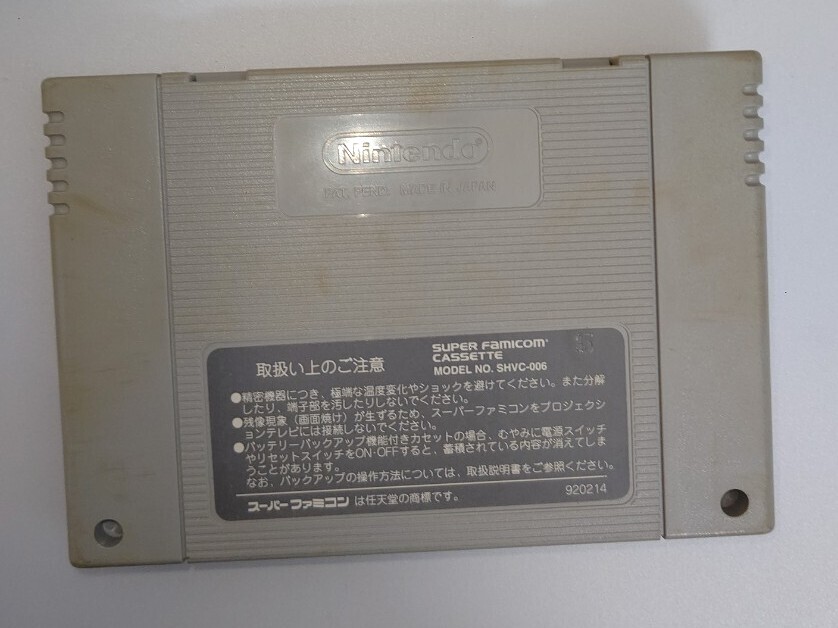 Nintendo®
PAT. PEND. MADE IN JAPAN
取扱い上のご注意
SUPER FAMICOM®
CASSETTE
MODEL NO. SHVC-006
●精密機器につき、極端な温度変化やショックを避けてください。また分解
したり、端子部を汚したりしないでください。
●残像現象（画面焼け）が生ずるため、スーパーファミコンをプロジェクシ
ョンテレビには接続しないでください。
●バッテリーバックアップ機能付きカセットの場合、むやみに電源スイッチ
やリセットスイッチをON・OFFすると、蓄積されている内容が消えてしま
うことがあります。
なお、バックアップの操作方法については、取扱説明書をご参照ください。
920214
スーパーファミコン は任天堂の商標です。